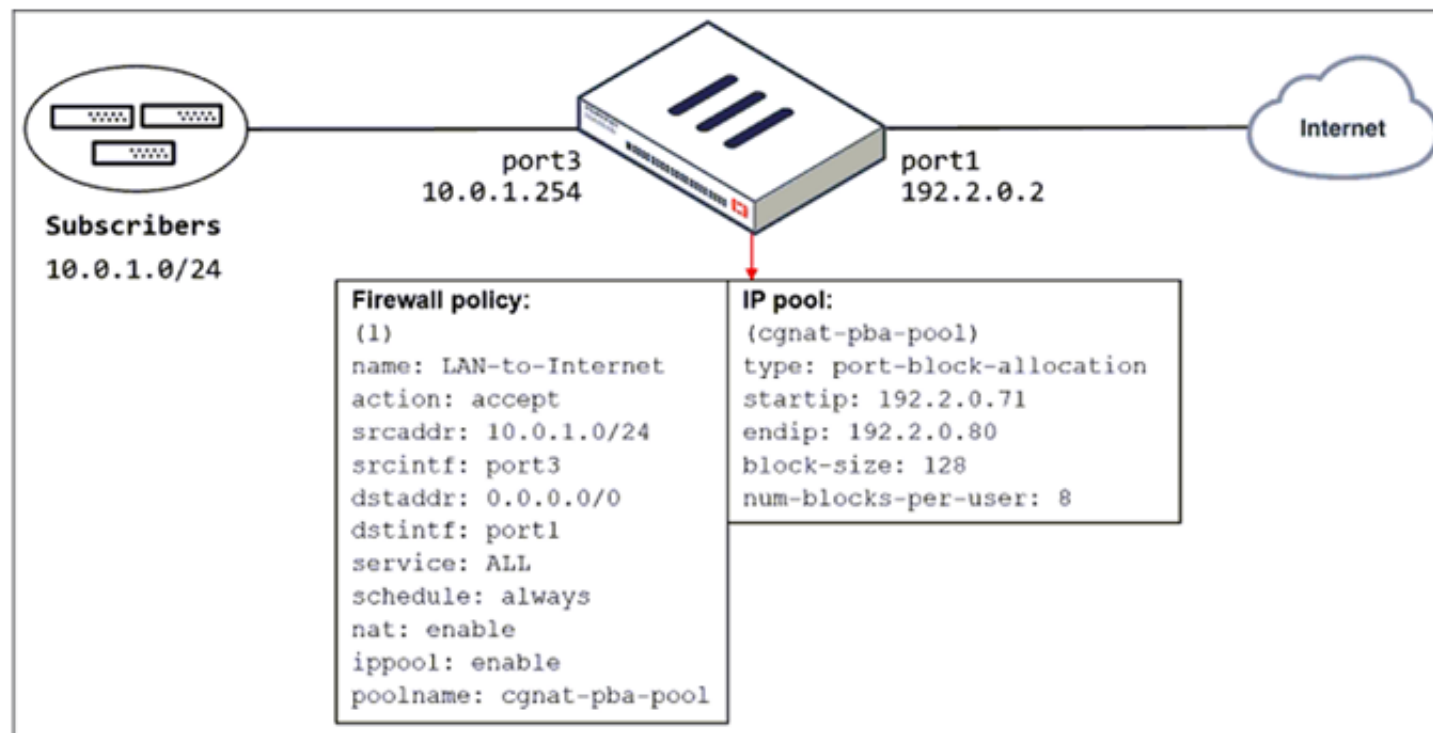 Subscribers
10.0.1.0/24
port3
10.0.1.254
port1
192.2.0.2
Internet
Firewall policy:
(1)
name: LAN-to-Internet
action: accept
srcaddr: 10.0.1.0/24
srcintf: port3
dstaddr: 0.0.0.0/0
dstintf: port1
service: ALL
schedule: always
nat: enable
ippool: enable
poolname: cgnat-pba-pool
IP pool:
(cgnat-pba-pool)
type: port-block-allocation
startip: 192.2.0.71
endip: 192.2.0.80
block-size: 128
num-blocks-per-user: 8